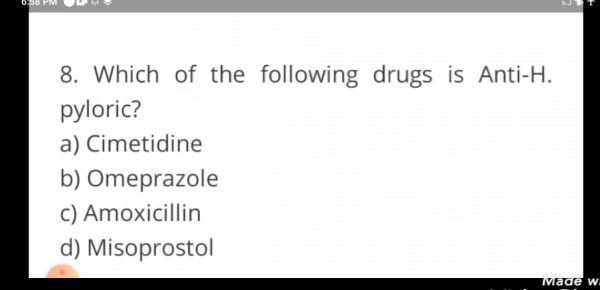 6:58 PM
8. Which of the following drugs is Anti-H.
pyloric?
a) Cimetidine
b) Omeprazole
c) Amoxicillin
d) Misoprostol
Made